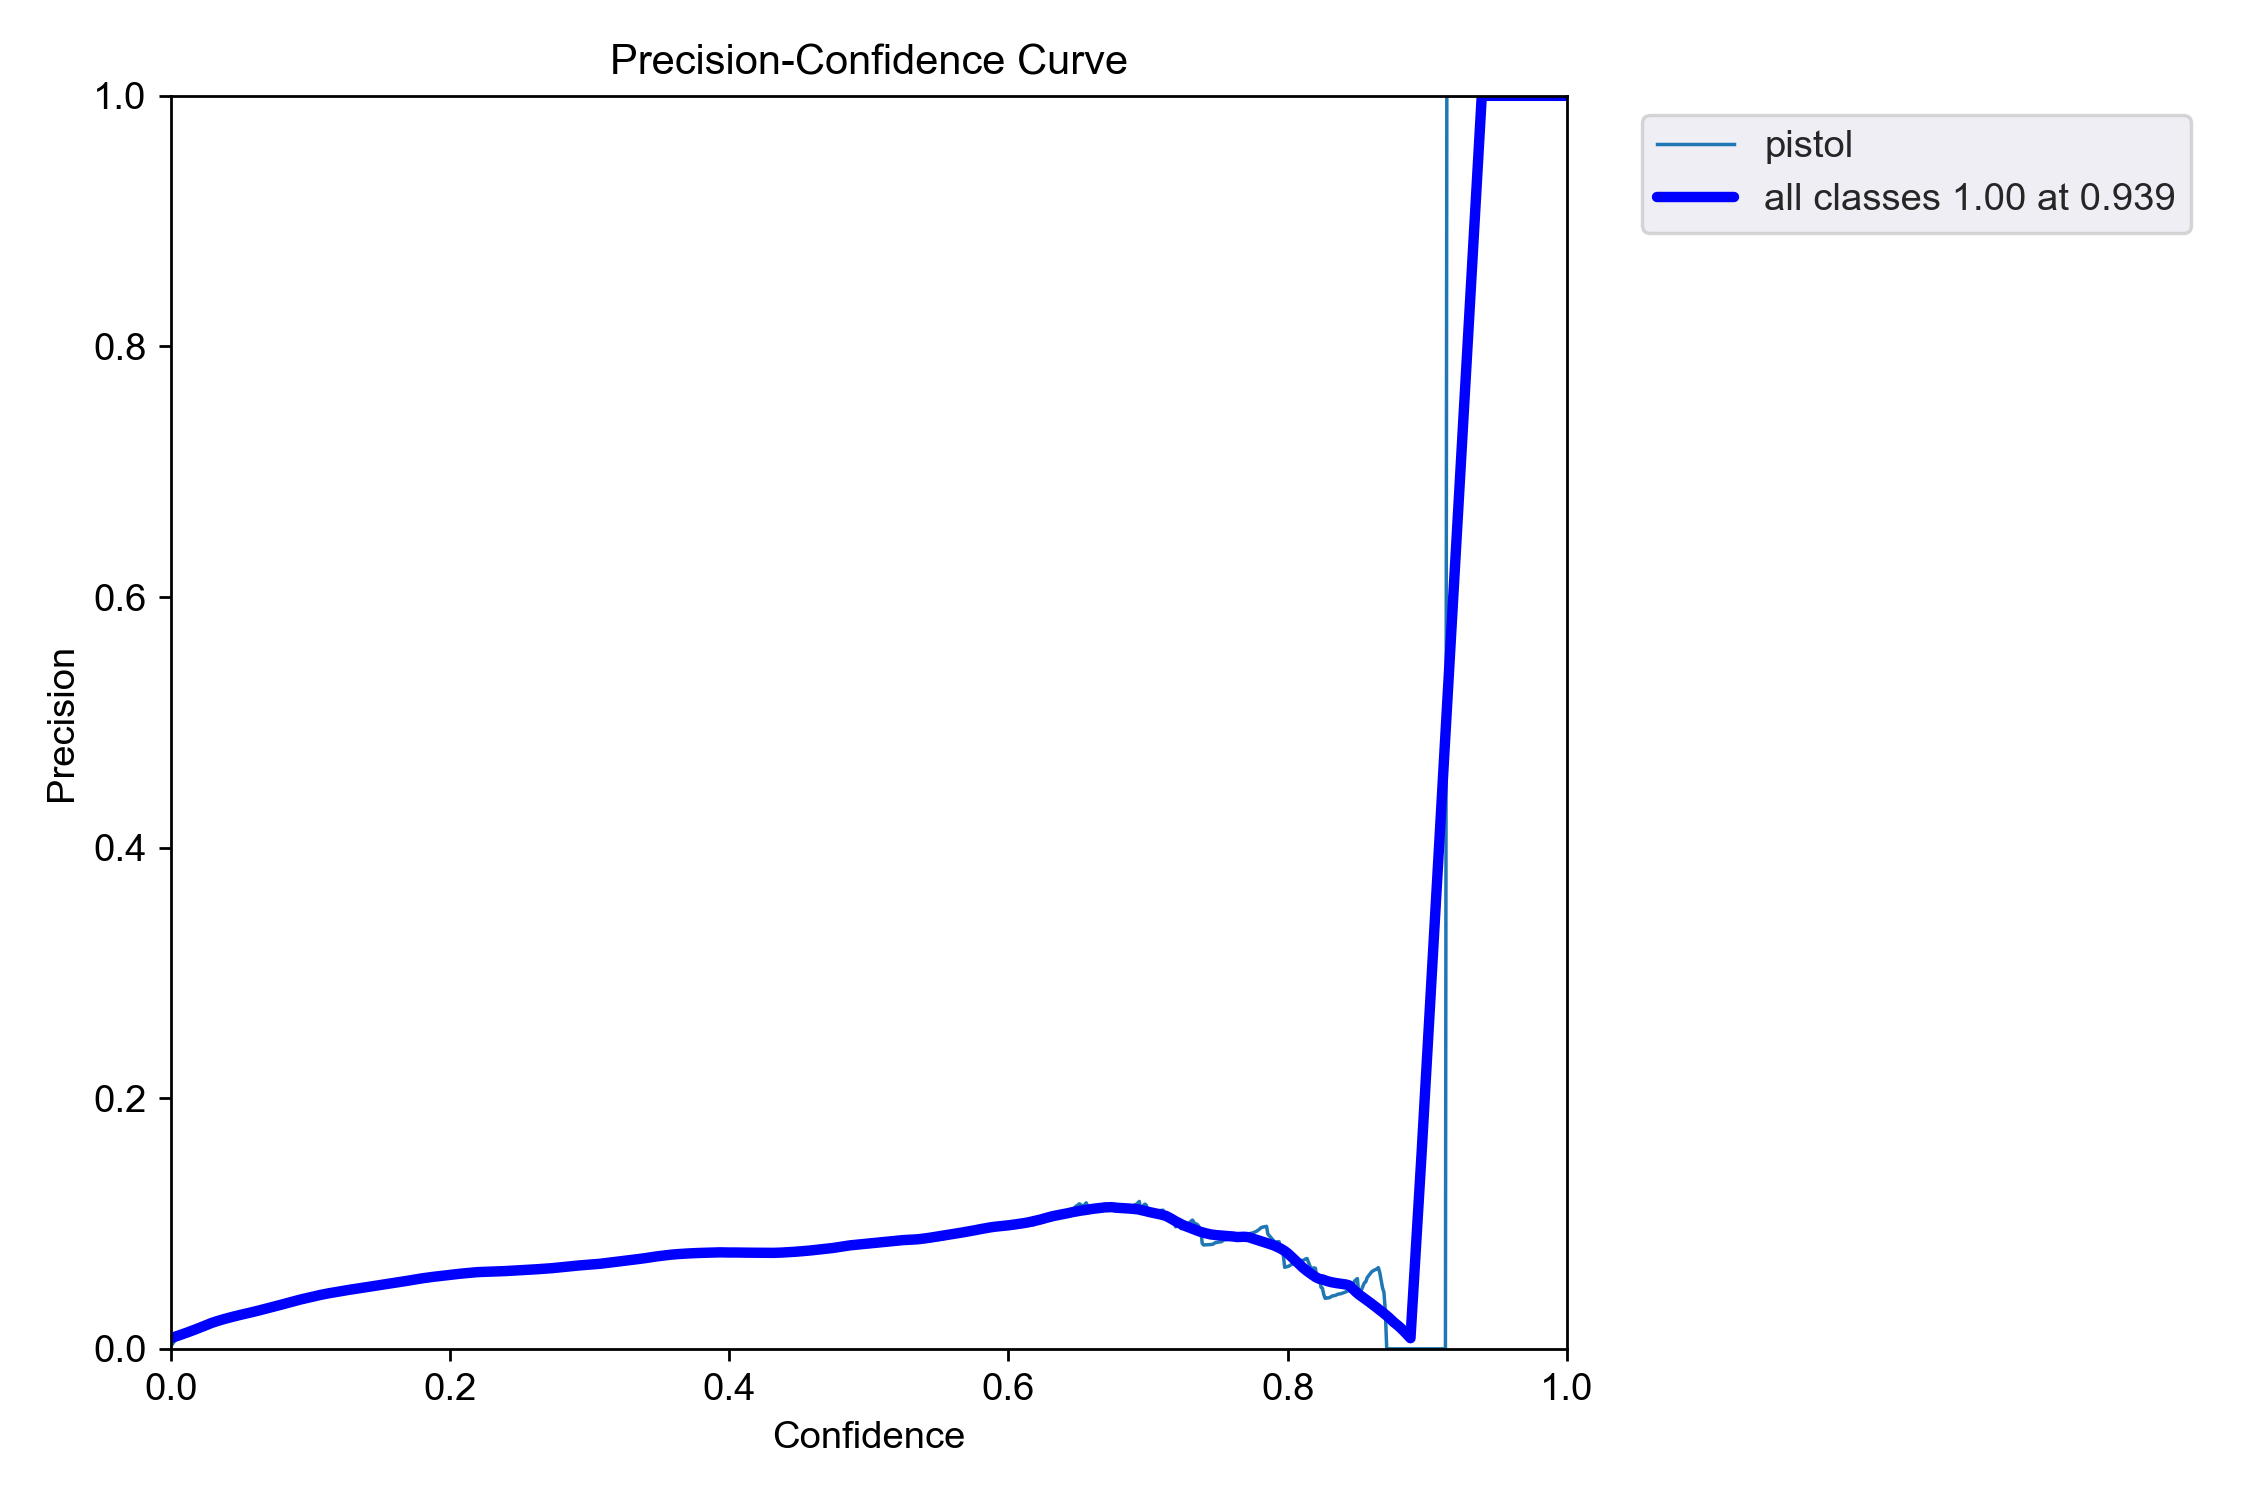 Precision-Confidence Curve
1.0
0.8
0.6
0.4
0.2
0.0
Precision
0.0 0.2 0.4 0.6 0.8 1.0
Confidence
pistol
all classes 1.00 at 0.939